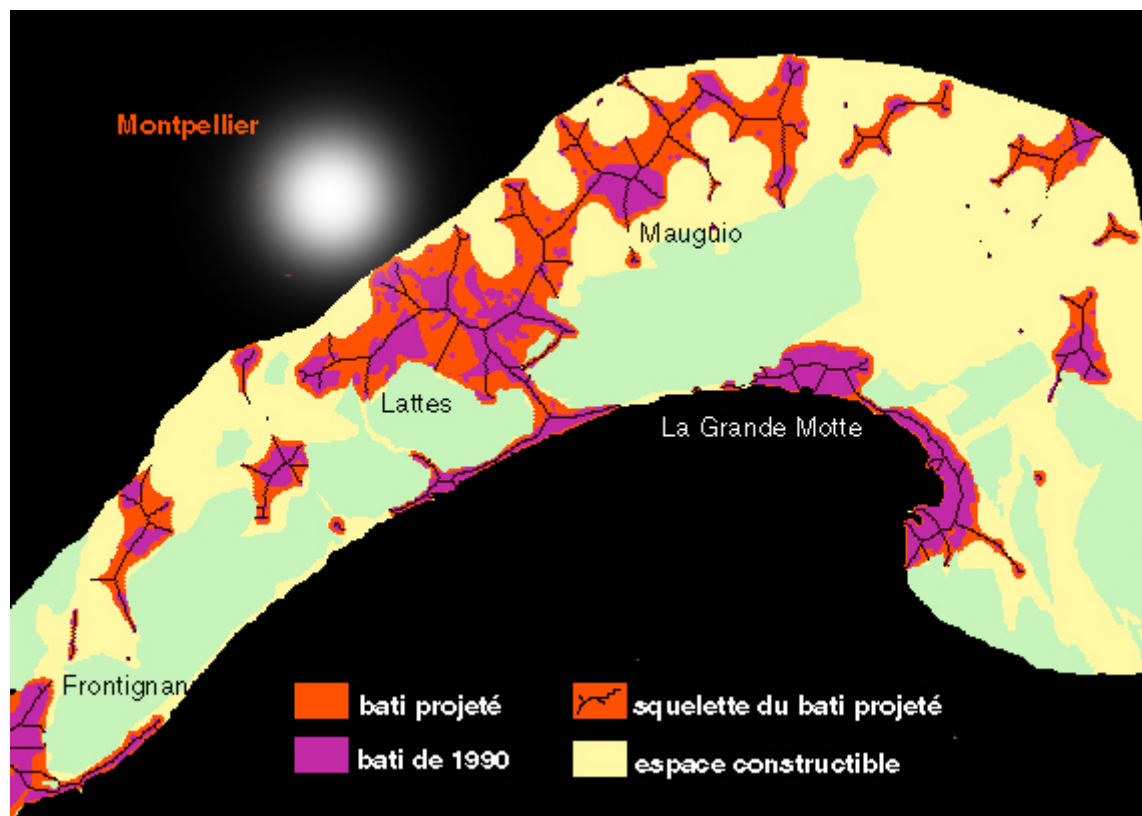 Montpellier
Mauguio
Lattes
La Grande Motte
Frontignan
bati projeté
squelette du bati projeté
bati de 1990
espace constructible